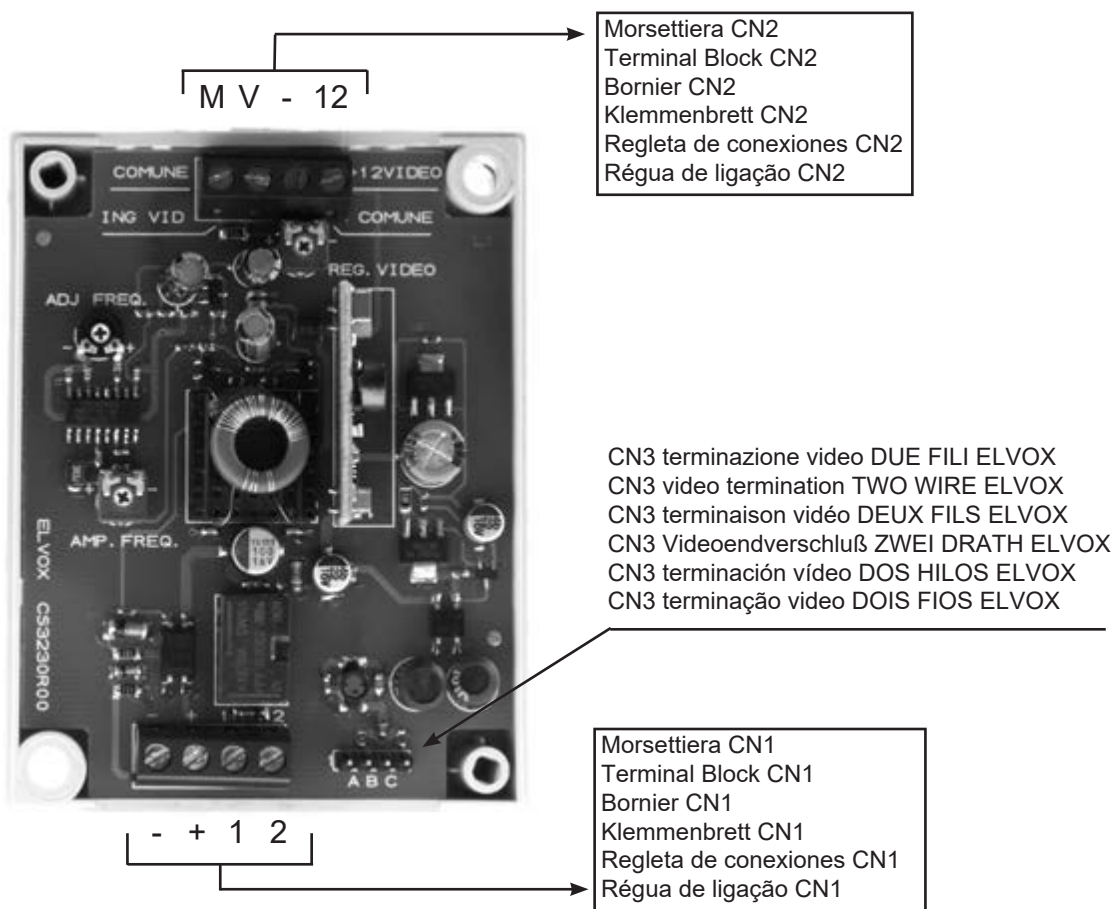 Morsettiera CN2
Terminal Block CN2
Bornier CN2
Klemmenbrett CN2
Regleta de conexiones CN2
Régua de ligação CN2
M V - 12
COMUNE
+12VIDEO
ING VID
COMUNE
REG. VIDEO
ADJ FREQ.
- +
+ -
AMP. FREQ.
ELVOX CS3230R00
CN3 terminazione video DUE FILI ELVOX
CN3 video termination TWO WIRE ELVOX
CN3 terminaison vidéo DEUX FILS ELVOX
CN3 Videoendverschluß ZWEI DRATH ELVOX
CN3 terminación vídeo DOS HILOS ELVOX
CN3 terminação video DOIS FIOS ELVOX
- + 1 2
A B C
- + 1 2
Morsettiera CN1
Terminal Block CN1
Bornier CN1
Klemmenbrett CN1
Regleta de conexiones CN1
Régua de ligação CN1